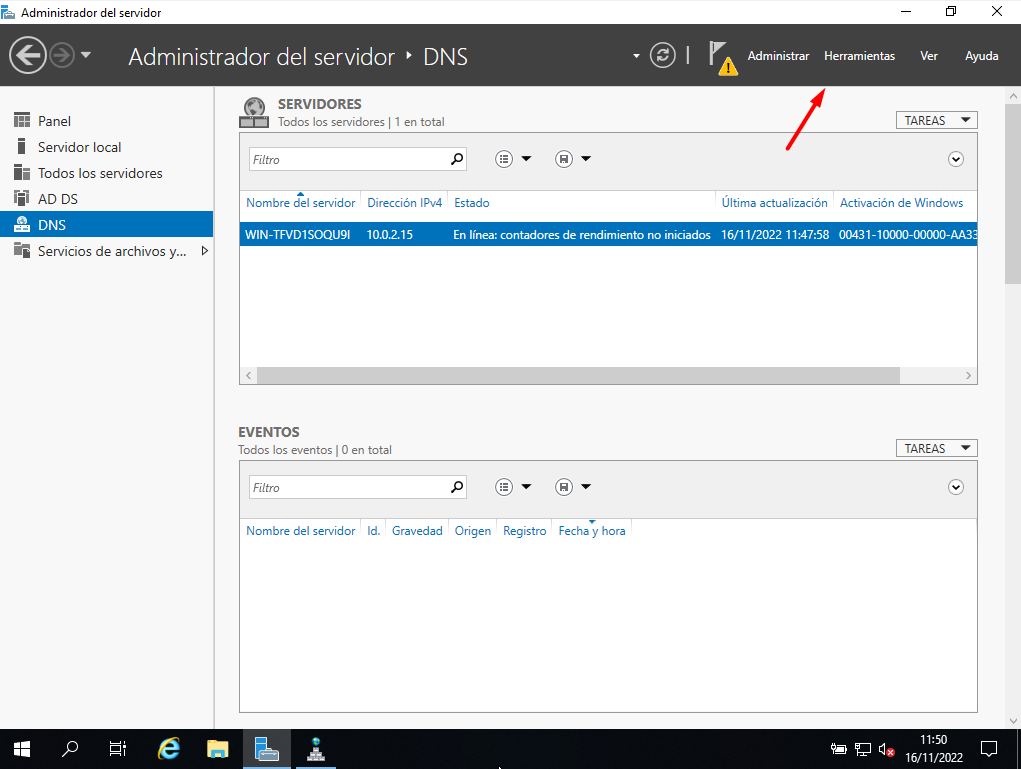 Administrador del servidor
Administrador del servidor ‣ DNS
Administrar Herramientas Ver Ayuda
Panel
Servidor local
Todos los servidores
AD DS
DNS
Servicios de archivos y...
SERVIDORES
Todos los servidores | 1 en total
TAREAS
Filtro
Nombre del servidor Dirección IPv4 Estado Última actualización Activación de Windows
WIN-TFVD1SOQU9I 10.0.2.15 En línea: contadores de rendimiento no iniciados 16/11/2022 11:47:58 00431-10000-00000-AA33
EVENTOS
Todos los eventos | 0 en total
TAREAS
Filtro
Nombre del servidor Id. Gravedad Origen Registro Fecha y hora
11:50
16/11/2022